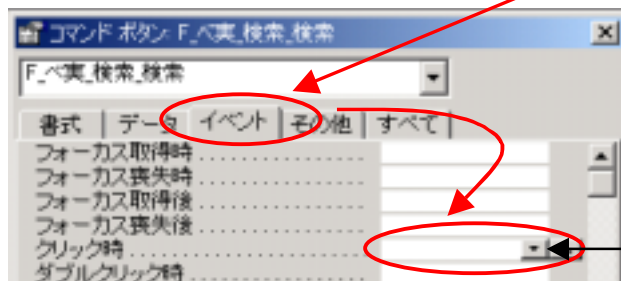 コマンド ボタン: F_べ実_検索_検索
F_べ実_検索_検索
書式 データ イベント その他 すべて
フォーカス取得時
フォーカス喪失時
フォーカス取得後
フォーカス喪失後
クリック時
ダブルクリック時